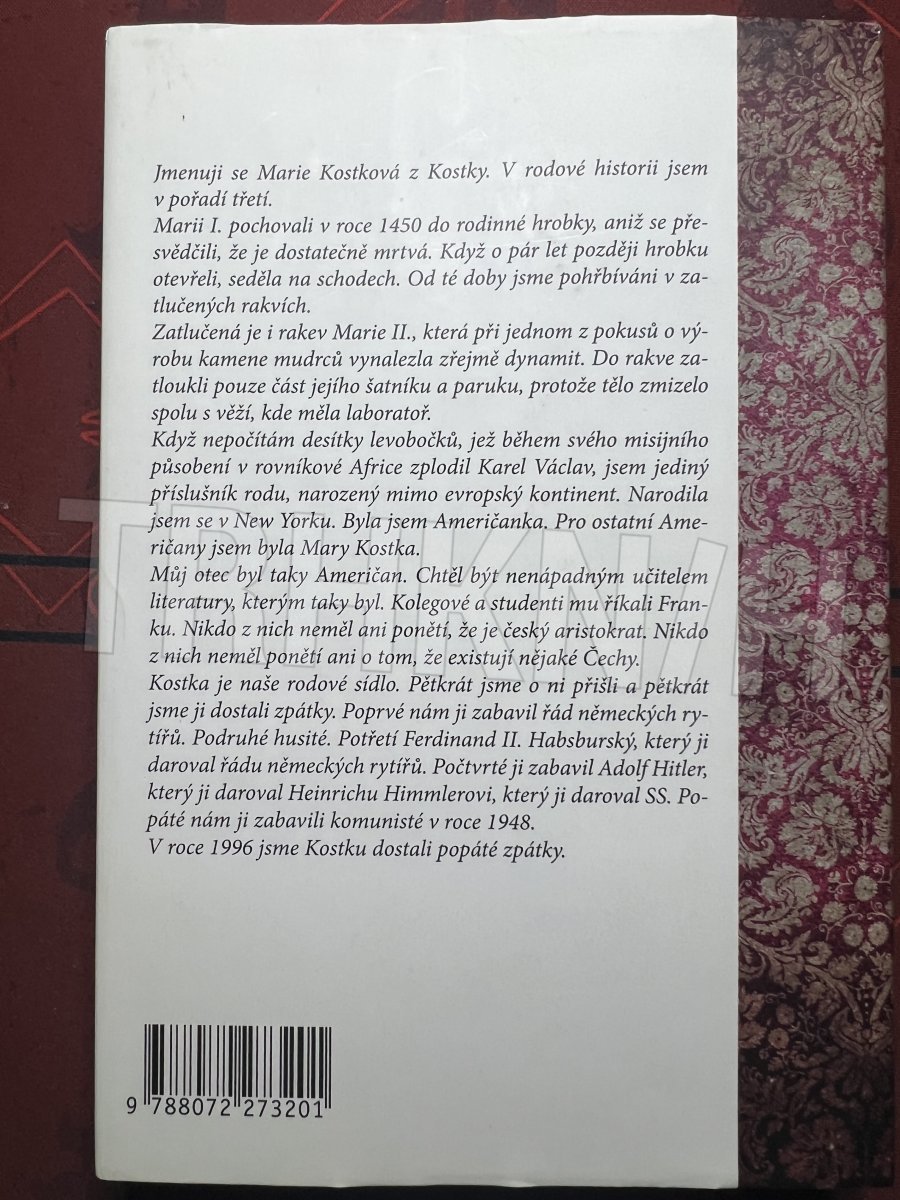 Jmenuji se Marie Kostková z Kostky. V rodové historii jsem
v pořadí třetí.
Marii I. pochovali v roce 1450 do rodinné hrobky, aniž se pře-
svědčili, že je dostatečně mrtvá. Když o pár let později hrobku
otevřeli, seděla na schodech. Od té doby jsme pohřbíváni v za-
tlučených rakvích.
Zatlučená je i rakev Marie II., která při jednom z pokusů o vý-
robu kamene mudrců vynalezla zřejmě dynamit. Do rakve za-
tloukli pouze část jejího šatníku a paruku, protože tělo zmizelo
spolu s věží, kde měla laboratoř.
Když nepočítám desítky levobočků, jež během svého misijního
působení v rovníkové Africe zplodil Karel Václav, jsem jediný
příslušník rodu, narozený mimo evropský kontinent. Narodila
jsem se v New Yorku. Byla jsem Američanka. Pro ostatní Ame-
ričany jsem byla Mary Kostka.
Můj otec byl taky Američan. Chtěl být nenápadným učitelem
literatury, kterým taky byl. Kolegové a studenti mu říkali Fran-
ku. Nikdo z nich neměl ani ponětí, že je český aristokrat. Nikdo
z nich neměl ponětí ani o tom, že existují nějaké Čechy.
Kostka je naše rodové sídlo. Pětkrát jsme o ni přišli a pětkrát
jsme ji dostali zpátky. Poprvé nám ji zabavil řád německých ry-
tířů. Podruhé husité. Potřetí Ferdinand II. Habsburský, který ji
daroval řádu německých rytířů. Počtvrté ji zabavil Adolf Hitler,
který ji daroval Heinrichu Himmlerovi, který ji daroval SS. Po-
páté nám ji zabavili komunisté v roce 1948.
V roce 1996 jsme Kostku dostali popáté zpátky.
9 788072 273201